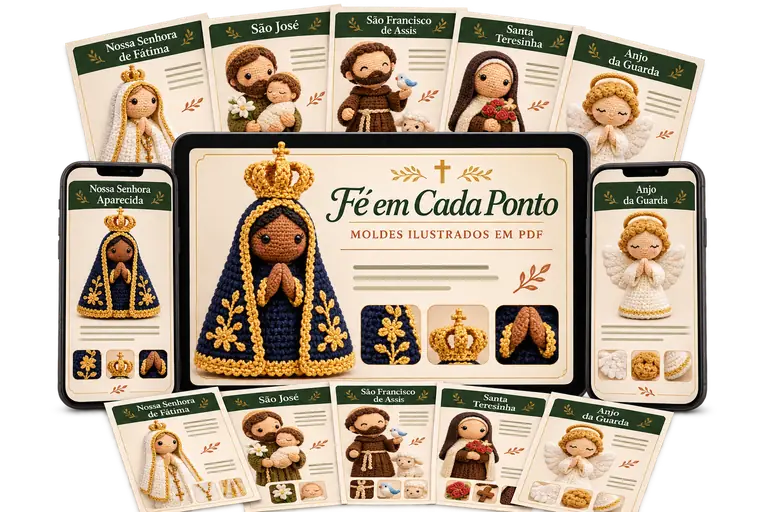 Nossa Senhora
de Fátima
São José
São Francisco
de Assis
Santa
Teresinha
Anjo
da Guarda
Nossa Senhora
Aparecida
Fé em Cada Ponto
MOLDES ILUSTRADOS EM PDF
Anjo
da Guarda
Nossa Senhora
de Fátima
São José
São Francisco
de Assis
Santa
Teresinha
Anjo
da Guarda